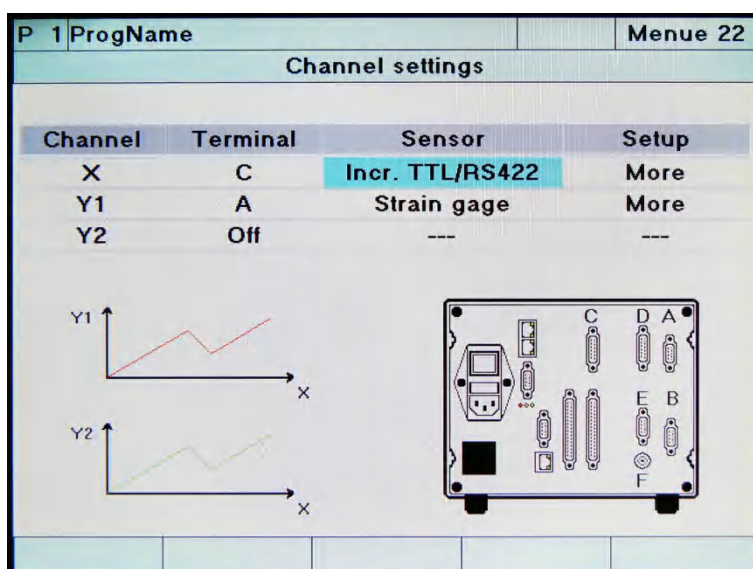 P 1 ProgName Menue 22
Channel settings
Channel Terminal Sensor Setup
X C Incr. TTL/RS422 More
Y1 A Strain gage More
Y2 Off --- ---
Y1
X
Y2
X
C D A
E B
F